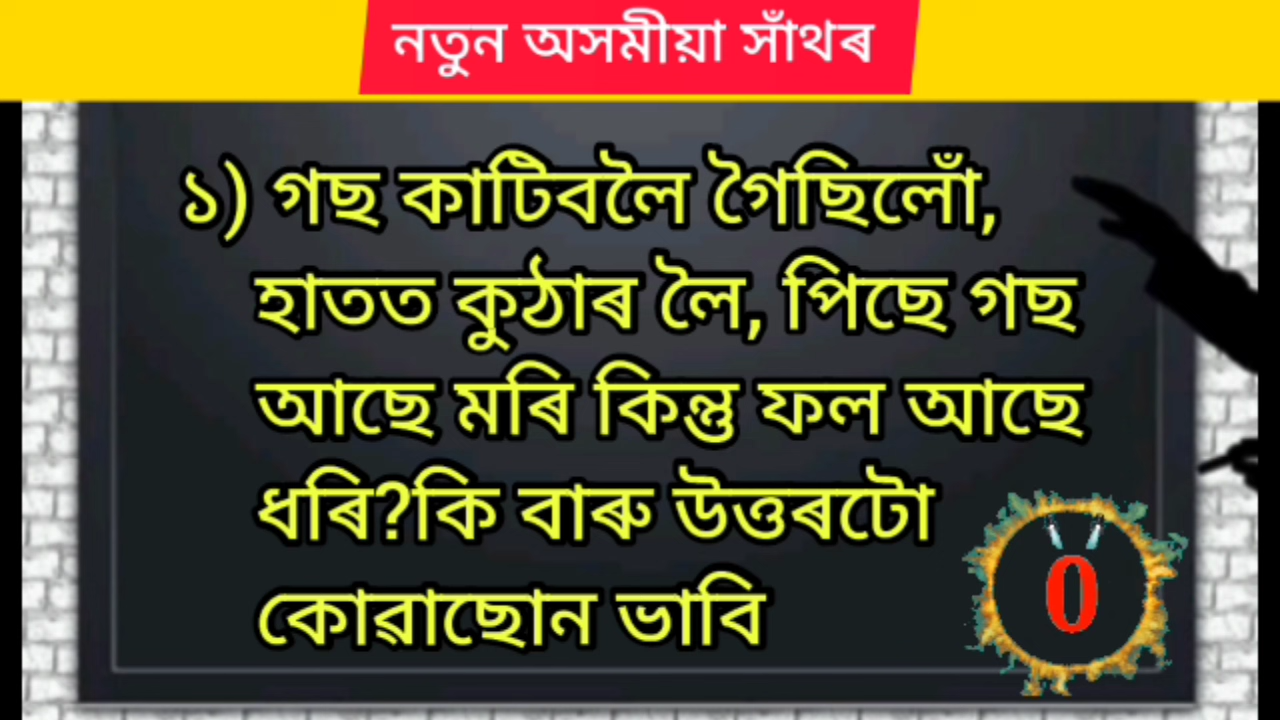 নতুন অসমীয়া সাঁথৰ
১) গছ কাটিবলৈ গৈছিলোঁ,
হাতত কুঠাৰ লৈ, পিছে গছ
আছে মৰি কিন্তু ফল আছে
ধৰি?কি বাৰু উত্তৰটো
কোৱাছোন ভাবি
0